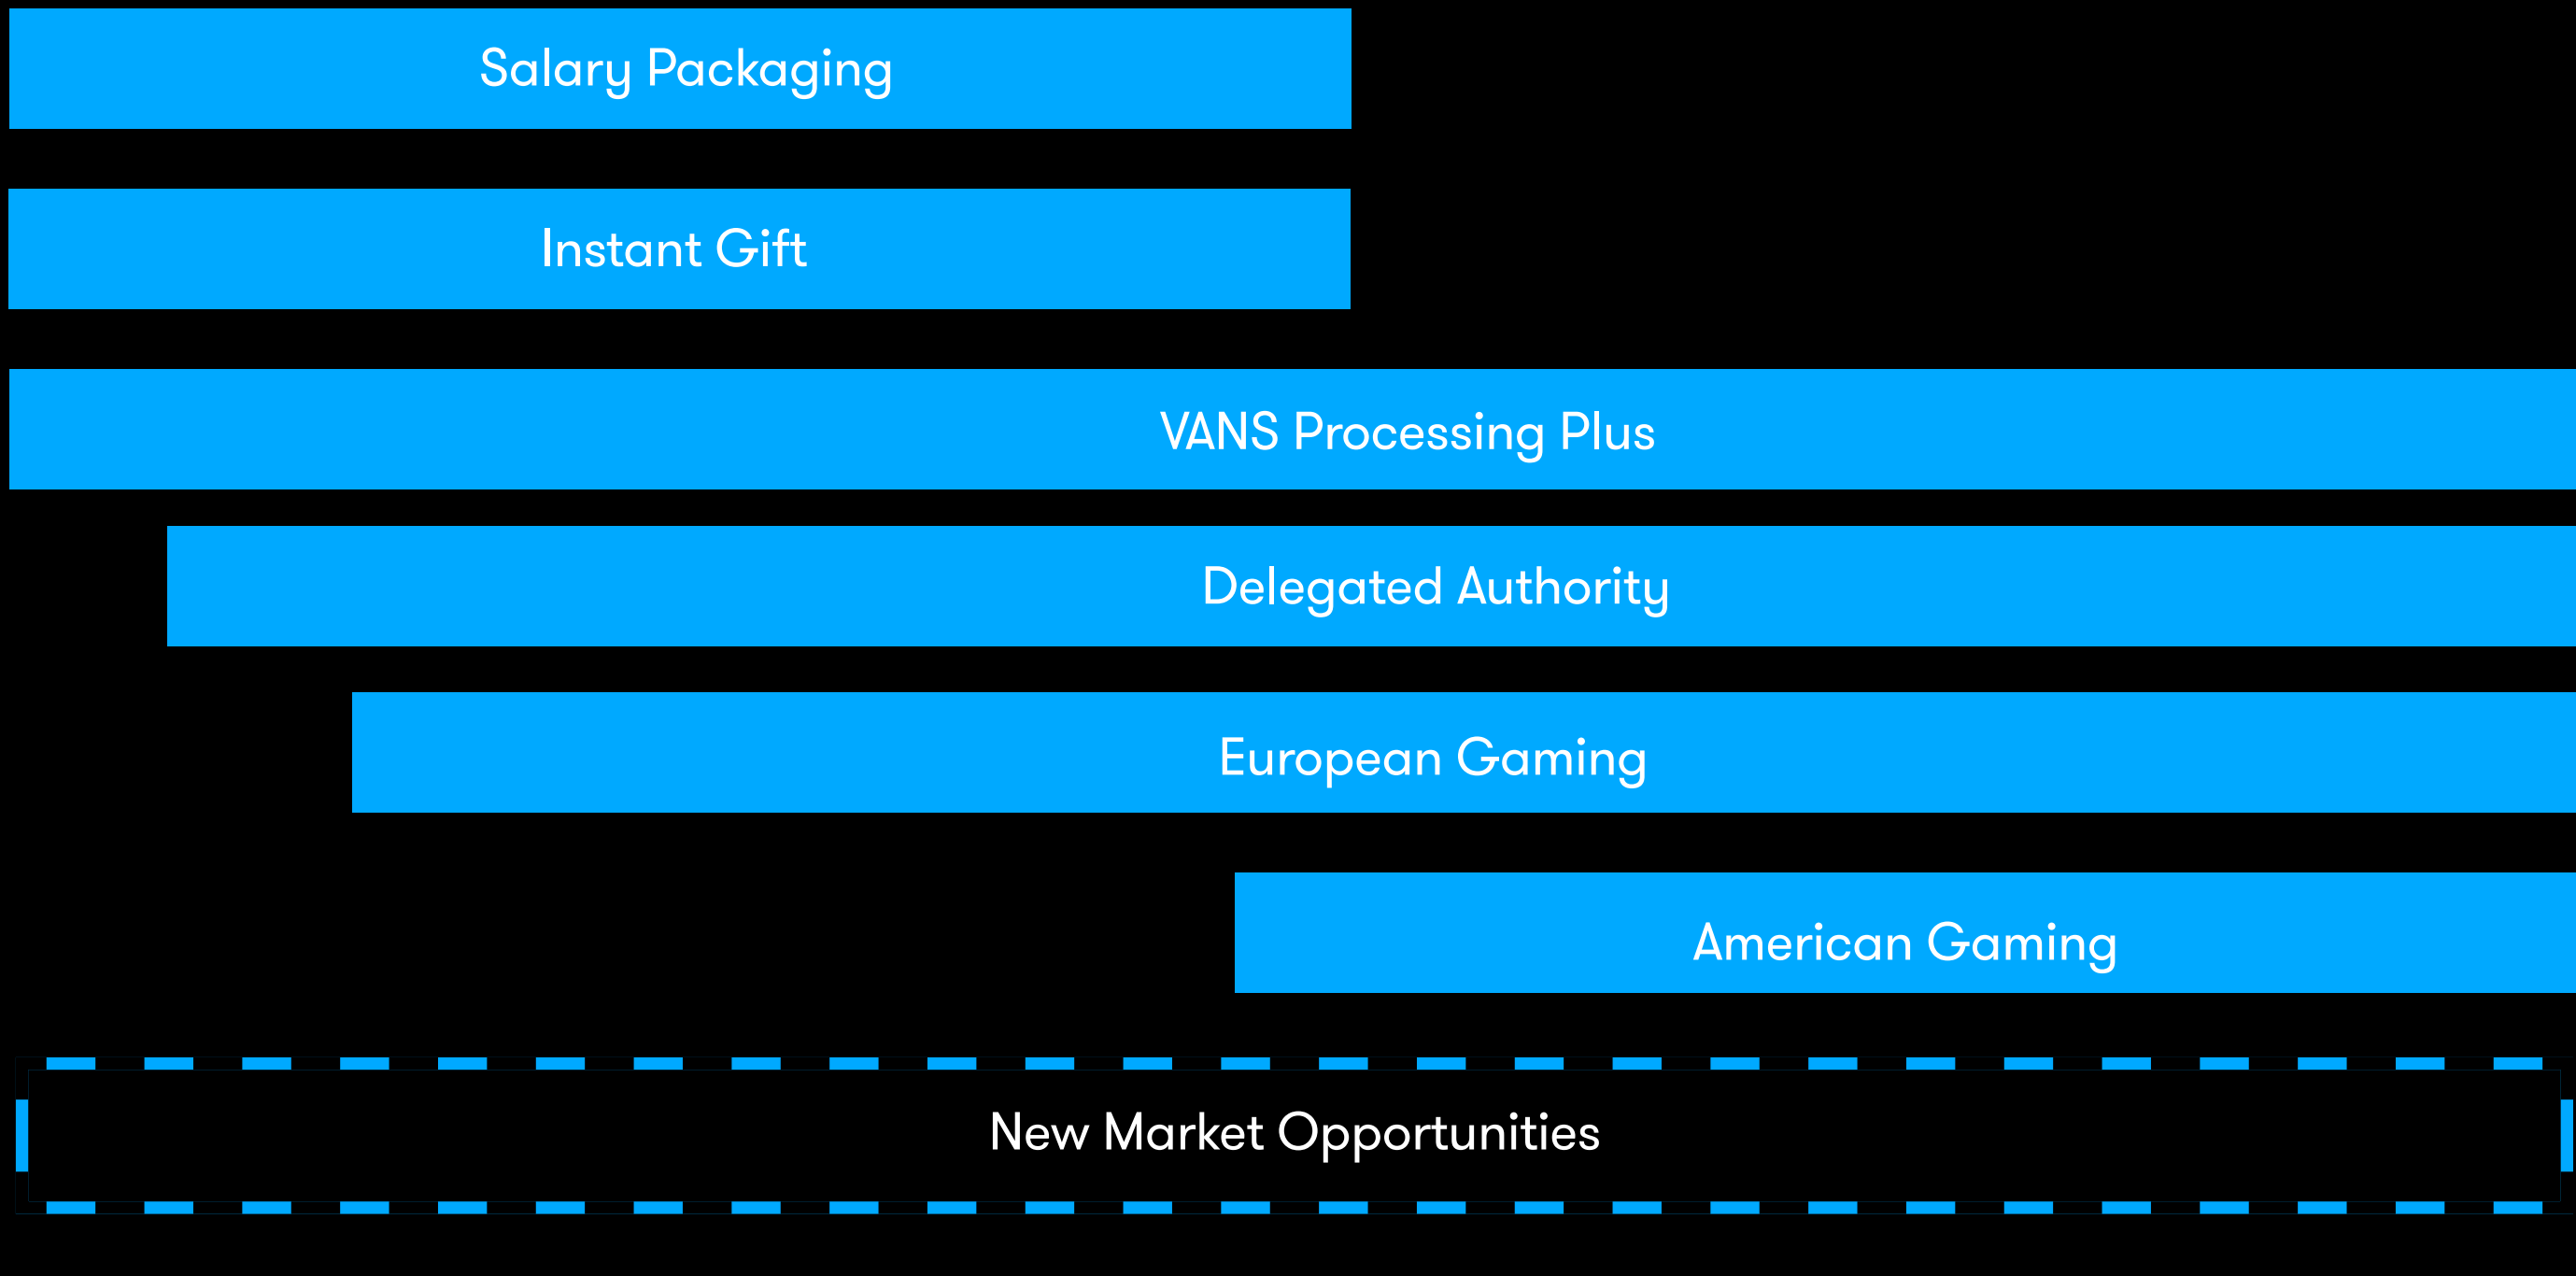 Salary Packaging
Instant Gift
VANS Processing Plus
Delegated Authority
European Gaming
American Gaming
New Market Opportunities